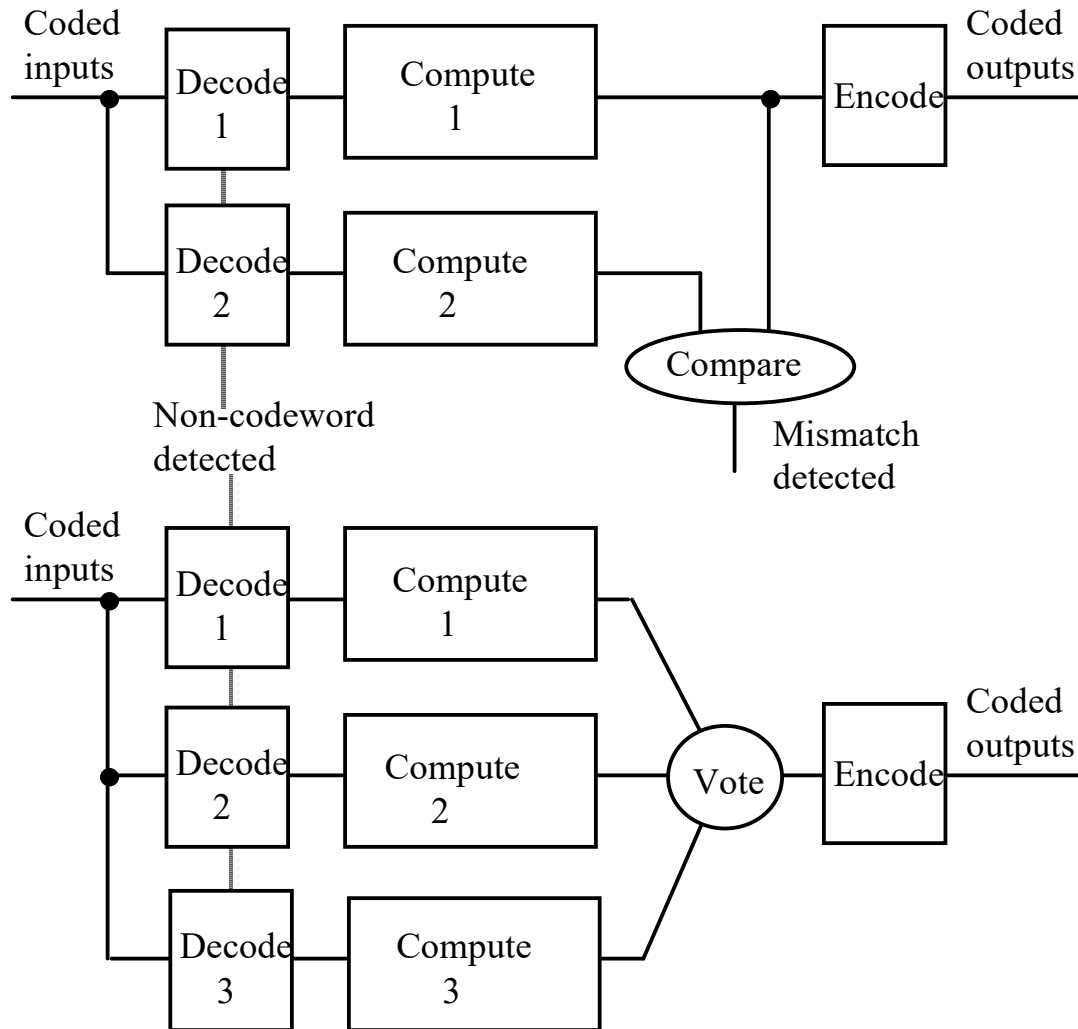 Coded
inputs
Decode
1
Compute
1
Encode
Coded
outputs
Decode
2
Compute
2
Compare
Non-codeword
detected
Mismatch
detected
Coded
inputs
Decode
1
Compute
1
Decode
2
Compute
2
Vote
Encode
Coded
outputs
Decode
3
Compute
3